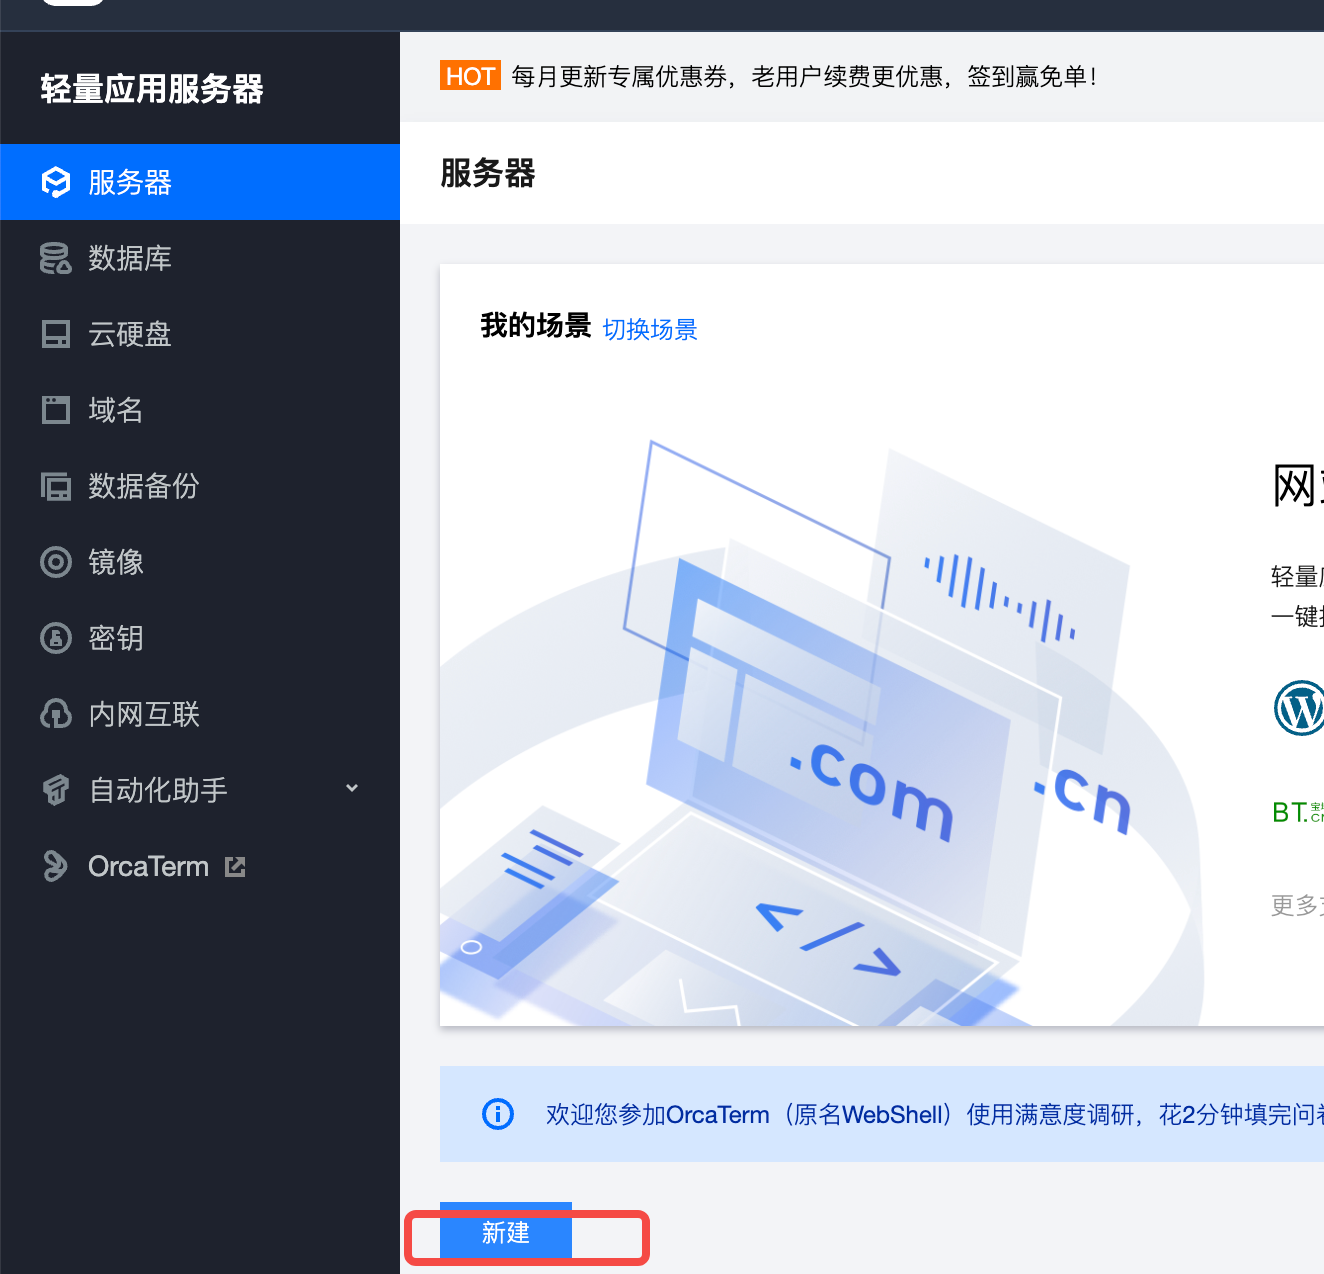 轻量应用服务器
服务器
数据库
云硬盘
域名
数据备份
镜像
密钥
内网互联
自动化助手
OrcaTerm
HOT 每月更新专属优惠券，老用户续费更优惠，签到赢免单！
服务器
我的场景 切换场景
.com
.cn
</>
网
轻量
一键
W
BT.
更多
欢迎您参加OrcaTerm（原名WebShell）使用满意度调研，花2分钟填完问
新建